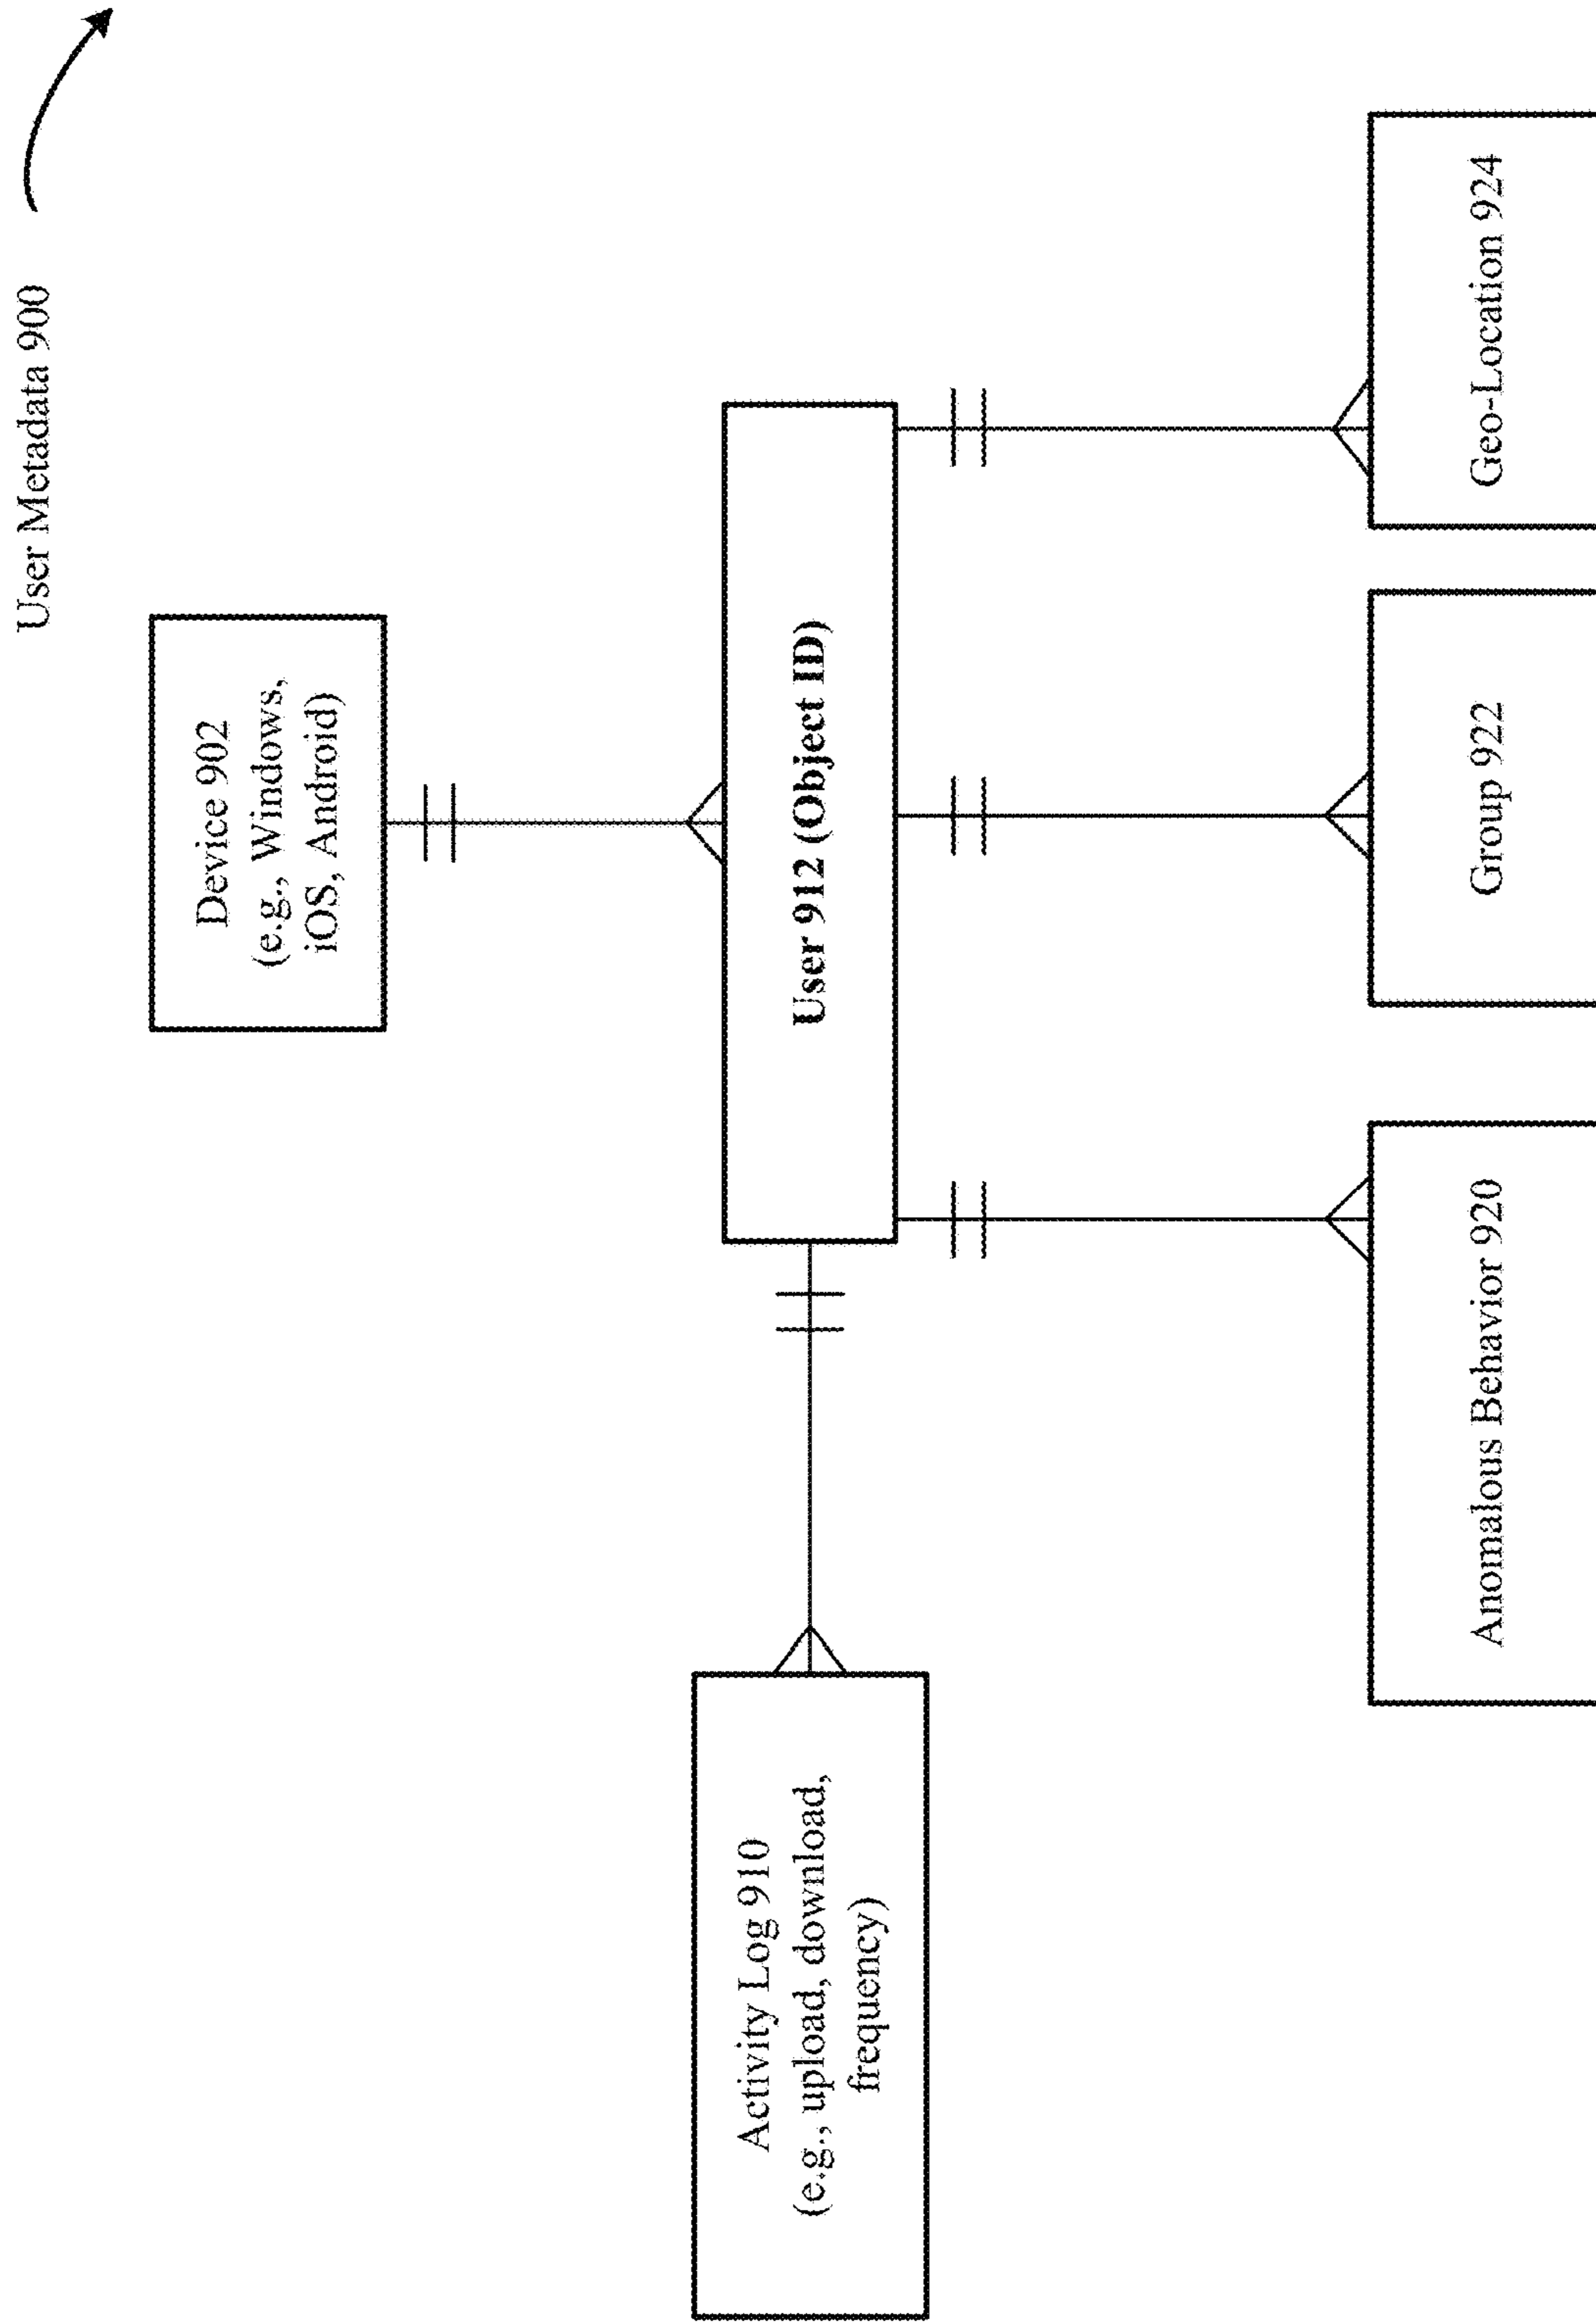 User Metadata 900
Device 902
(e.g., Windows,
iOS, Android)
Activity Log 910
(e.g., upload, download,
frequency)
User 912 (Object ID)
Anomalous Behavior 920
Group 922
Geo-Location 924